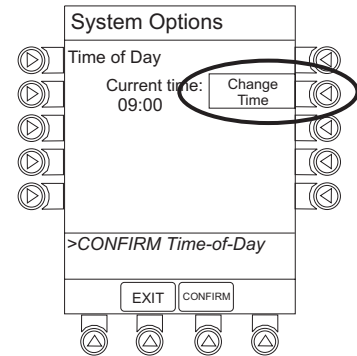 System Options
Time of Day
Current time:
09:00
Change
Time
>CONFIRM Time-of-Day
EXIT
CONFIRM